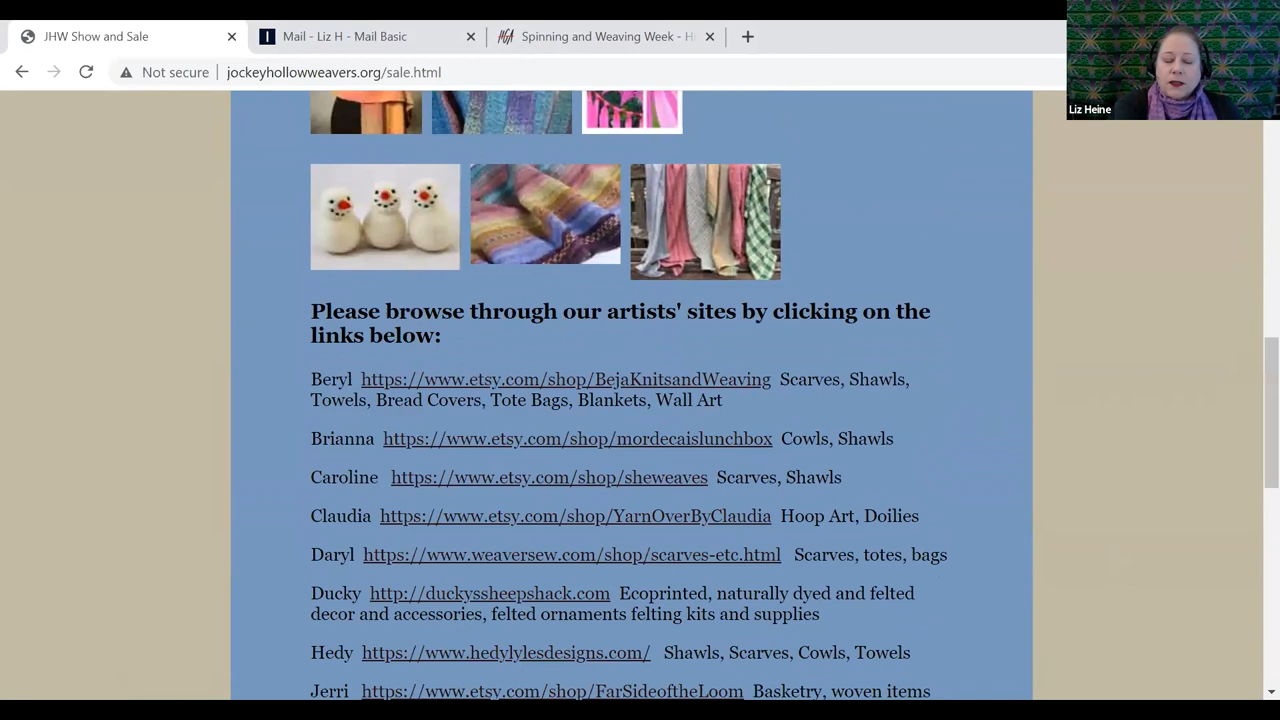 JHW Show and Sale
Mail - Liz H - Mail Basic
Spinning and Weaving Week - H
Not secure
jockeyhollowweavers.org/sale.html
Liz Heine
Please browse through our artists' sites by clicking on the
links below:
Beryl https://www.etsy.com/shop/BejaKnitsandWeaving Scarves, Shawls,
Towels, Bread Covers, Tote Bags, Blankets, Wall Art
Brianna https://www.etsy.com/shop/mordecaislunchbox Cowls, Shawls
Caroline https://www.etsy.com/shop/sheweaves Scarves, Shawls
Claudia https://www.etsy.com/shop/YarnOverByClaudia Hoop Art, Doilies
Daryl https://www.weaversew.com/shop/scarves-etc.html Scarves, totes, bags
Ducky http://duckyssheepshack.com Ecoprinted, naturally dyed and felted
decor and accessories, felted ornaments felting kits and supplies
Hedy https://www.hedylylesdesigns.com/ Shawls, Scarves, Cowls, Towels
Jerri https://www.etsy.com/shop/FarSideoftheLoom Basketry, woven items